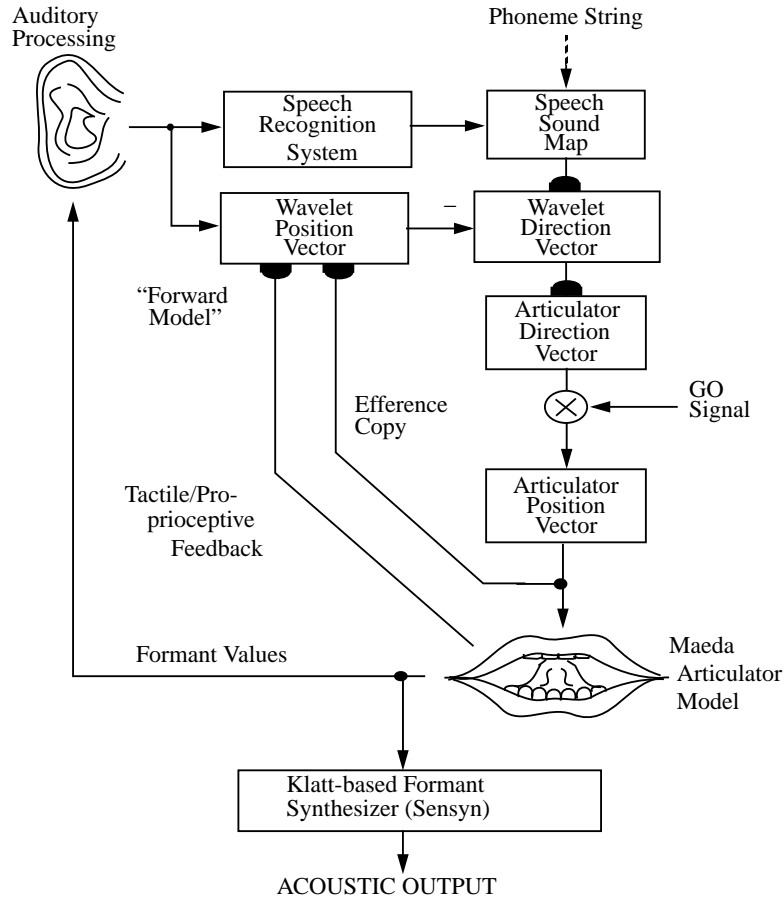 Auditory
Processing
Phoneme String
Speech
Recognition
System
Speech
Sound
Map
Wavelet
Position
Vector
–
Wavelet
Direction
Vector
“Forward
Model”
Articulator
Direction
Vector
Efference
Copy
GO
Signal
Tactile/Pro-
prioceptive
Feedback
Articulator
Position
Vector
Formant Values
Maeda
Articulator
Model
Klatt-based Formant
Synthesizer (Sensyn)
ACOUSTIC OUTPUT